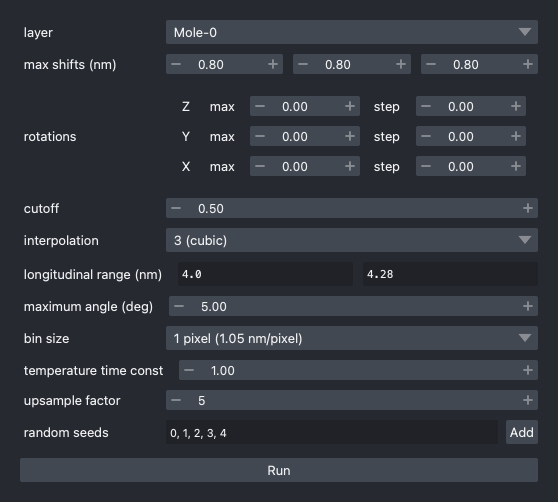 layer Mole-0
max shifts (nm) − 0.80 + − 0.80 + − 0.80 +
Z max − 0.00 + step − 0.00 +
rotations Y max − 0.00 + step − 0.00 +
X max − 0.00 + step − 0.00 +
cutoff − 0.50 +
interpolation 3 (cubic)
longitudinal range (nm) 4.0 4.28
maximum angle (deg) − 5.00 +
bin size 1 pixel (1.05 nm/pixel)
temperature time const − 1.00 +
upsample factor − 5 +
random seeds 0, 1, 2, 3, 4 Add
Run